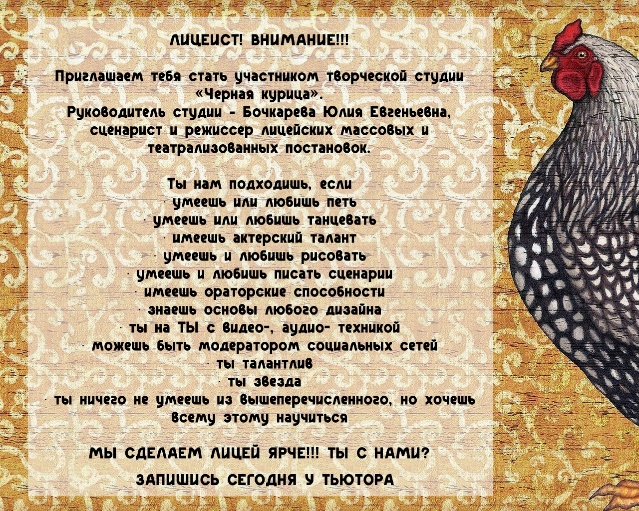 ЛИЦЕИСТ! ВНИМАНИЕ!!!
Приглашаем тебя стать участником творческой студии
«Черная курица».
Руководитель студии - Бочкарева Юлия Евгеньевна,
сценарист и режиссер лицейских массовых и
театрализованных постановок.
Ты нам подходишь, если
· умеешь или любишь петь
· умеешь или любишь танцевать
· имеешь актерский талант
· умеешь и любишь рисовать
· умеешь и любишь писать сценарии
· имеешь ораторские способности
· знаешь основы любого дизайна
· ты на ТЫ с видео-, аудио- техникой
· можешь быть модератором социальных сетей
· ты талантлив
· ты звезда
· ты ничего не умеешь из вышеперечисленного, но хочешь
всему этому научиться
МЫ СДЕЛАЕМ ЛИЦЕЙ ЯРЧЕ!!! ТЫ С НАМИ?
ЗАПИШИСЬ СЕГОДНЯ У ТЬЮТОРА